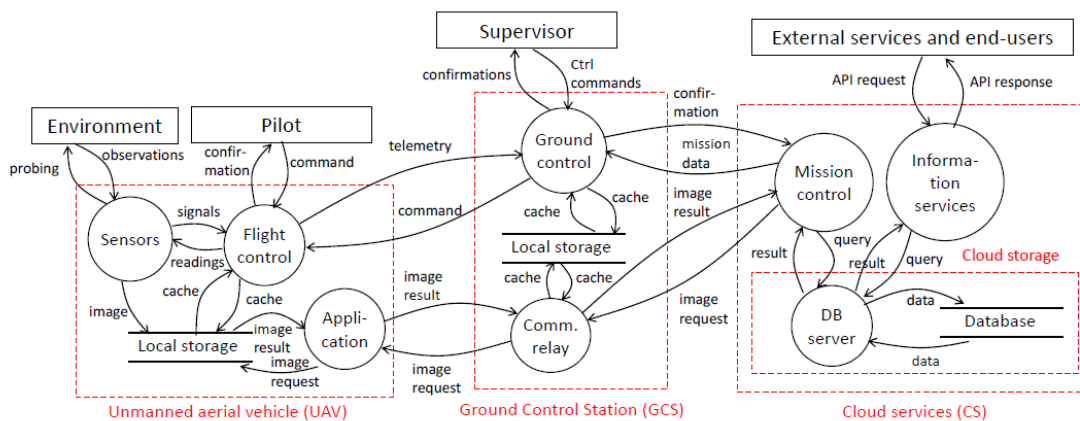 Supervisor
External services and end-users
confirmations
Ctrl
commands
API request
API response
Environment
Pilot
probing
observations
confir-
mation
command
telemetry
Ground
control
confir-
mation
mission
data
Mission
control
Informa-
tion
services
Sensors
signals
readings
Flight
control
command
cache
cache
image
result
Local storage
cache
cache
result
query
result
query
Cloud storage
image
cache
cache
Local storage
image
result
image
request
Appli-
cation
image
result
image
request
Comm.
relay
image
request
DB
server
data
Database
data
Unmanned aerial vehicle (UAV)
Ground Control Station (GCS)
Cloud services (CS)